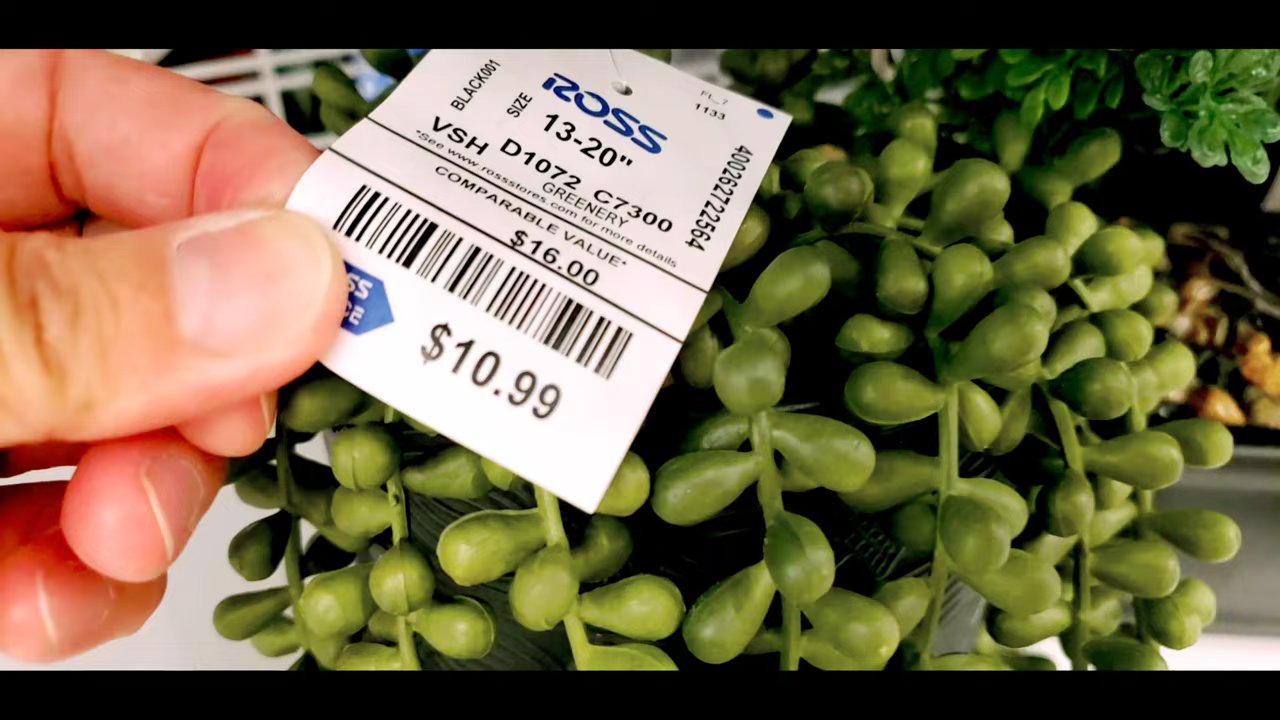 BLACK001
ROSS
FL_7
1133
SIZE
13-20"
VSH D1072 C7300
GREENERY
*See www.rossstores.com for more details
COMPARABLE VALUE*
$16.00
400262722564
$10.99